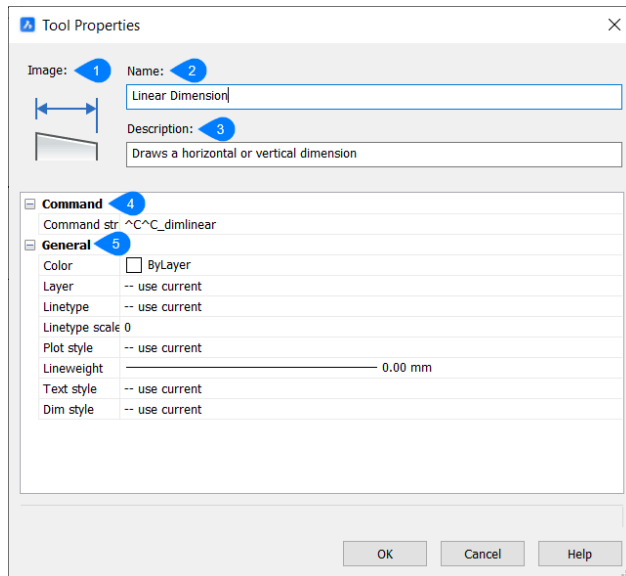 Tool Properties
Image: 1 Name: 2
Linear Dimension
Description: 3
Draws a horizontal or vertical dimension
Command 4
Command str ^C^C_dimlinear
General 5
Color ByLayer
Layer -- use current
Linetype -- use current
Linetype scale 0
Plot style -- use current
Lineweight 0.00 mm
Text style -- use current
Dim style -- use current
OK Cancel Help